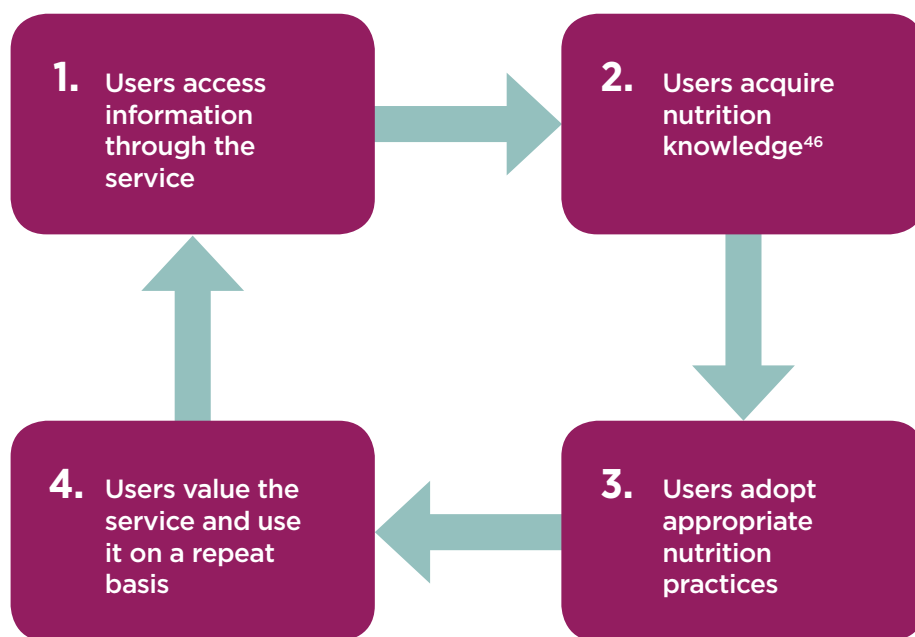 1. Users access
information
through the
service
2. Users acquire
nutrition
knowledge⁴⁶
3. Users adopt
appropriate
nutrition
practices
4. Users value the
service and use
it on a repeat
basis